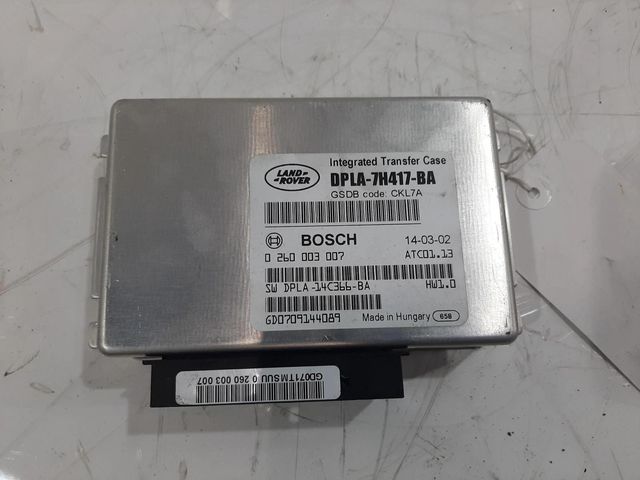 LAND
ROVER
Integrated Transfer Case
DPLA-7H417-BA
GSDB code: CKL7A
BOSCH 14-03-02
0 260 003 007 ATC01.13
SW DPLA-14C366-BA HW1.0
GD0709144089 Made in Hungary 658
GD071TMSUU 0 260 003 007